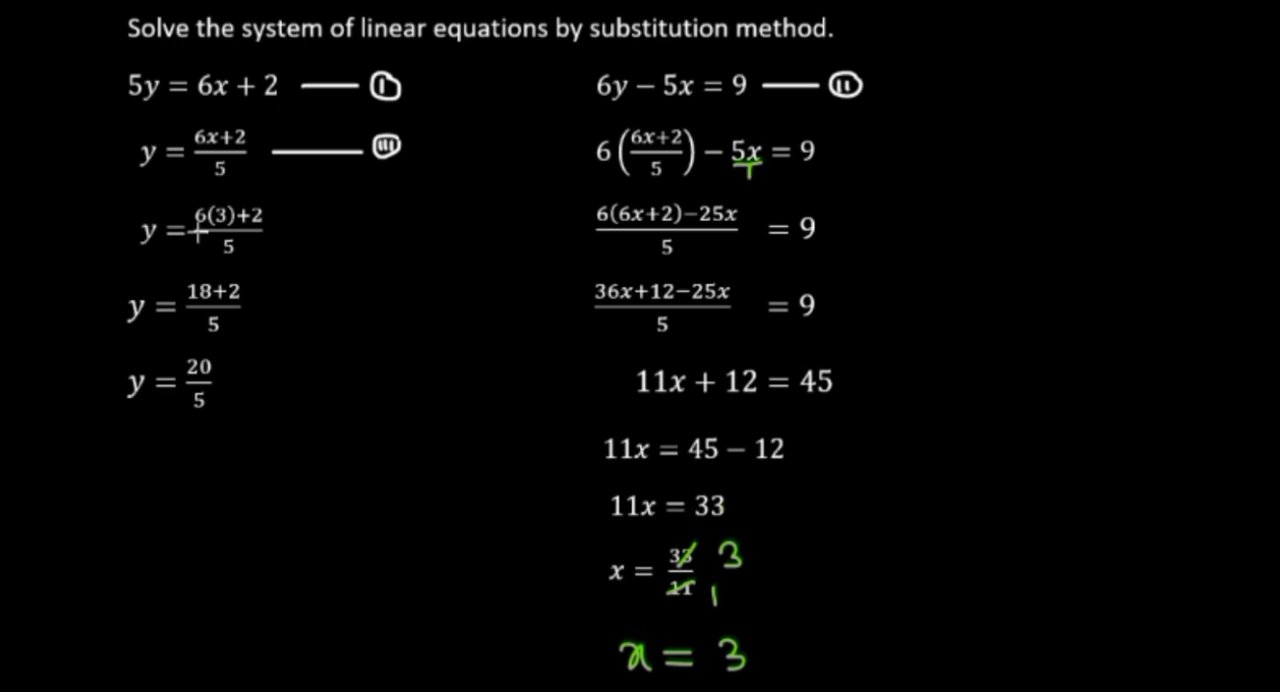 Solve the system of linear equations by substitution method.
5y = 6x + 2 —— (I)
6y − 5x = 9 —— (II)
y = (6x+2)/5 —— (III)
6((6x+2)/5) − 5x = 9
y = (6(3)+2)/5
(6(6x+2)−25x)/5 = 9
y = (18+2)/5
(36x+12−25x)/5 = 9
y = 20/5
11x + 12 = 45
11x = 45 − 12
11x = 33
x = 33/11 3 1
x = 3